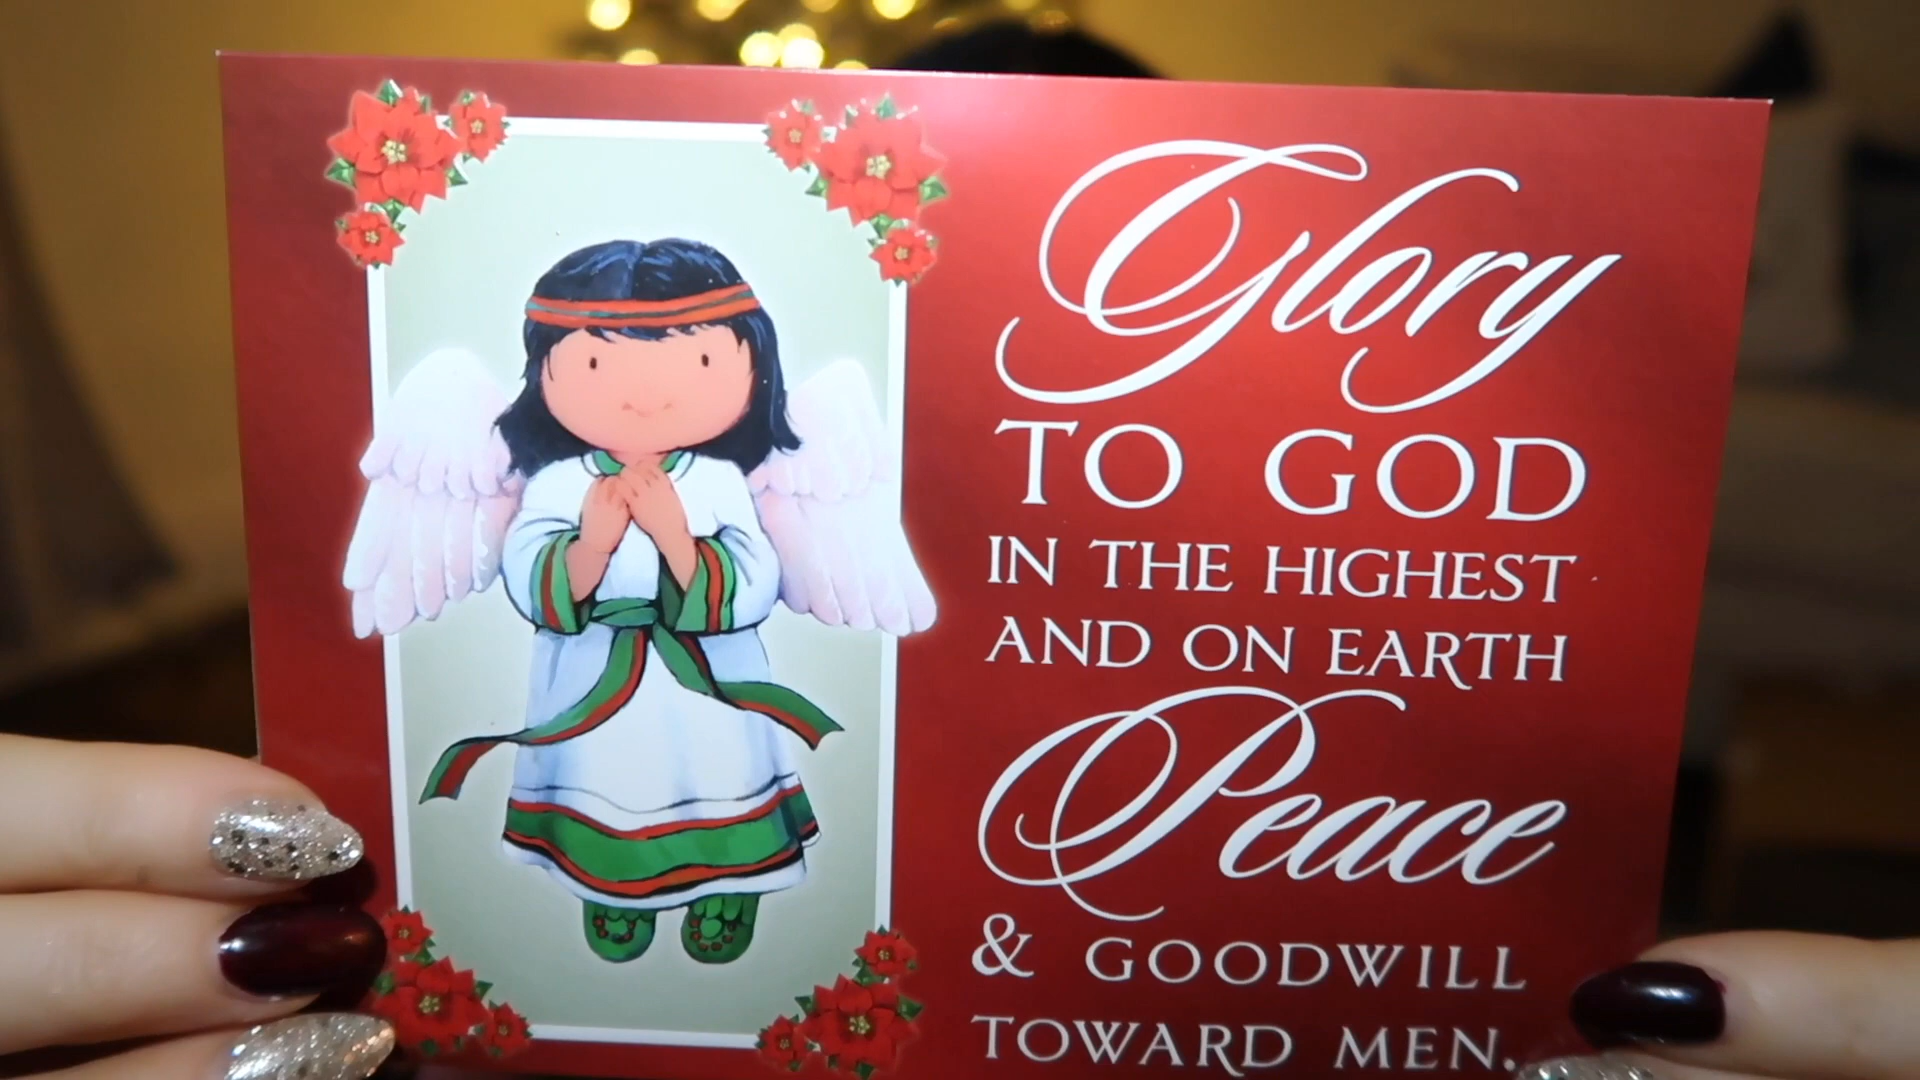 Glory
TO GOD
IN THE HIGHEST
AND ON EARTH
Peace
& GOODWILL
TOWARD MEN.